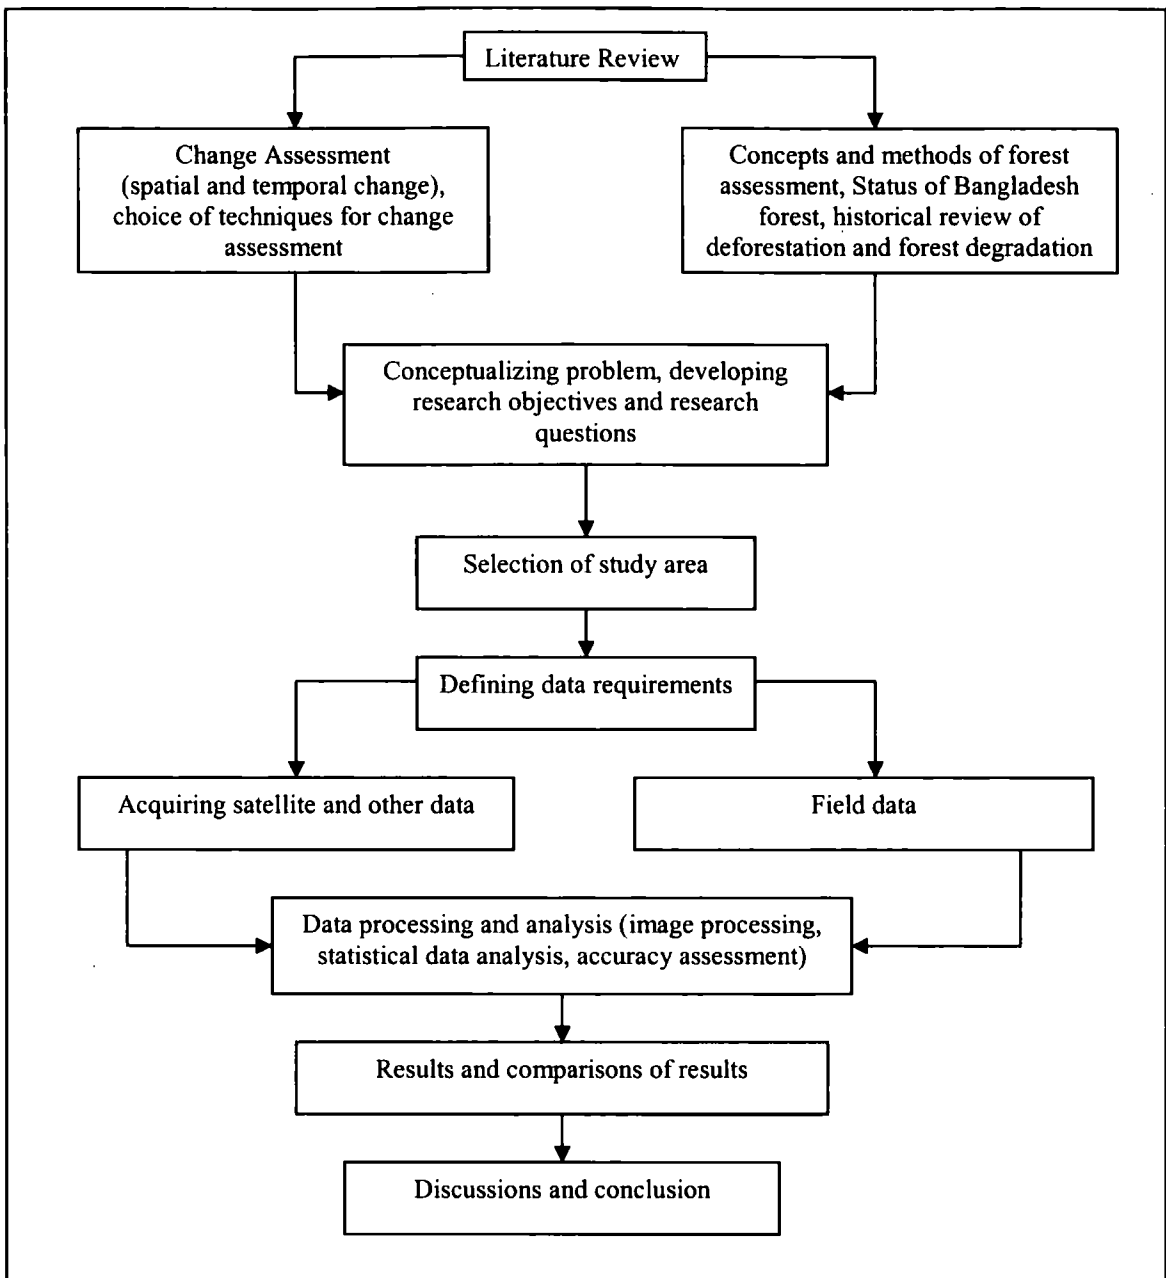 Literature Review
Change Assessment
(spatial and temporal change),
choice of techniques for change
assessment
Concepts and methods of forest
assessment, Status of Bangladesh
forest, historical review of
deforestation and forest degradation
Conceptualizing problem, developing
research objectives and research
questions
Selection of study area
Defining data requirements
Acquiring satellite and other data
Field data
Data processing and analysis (image processing,
statistical data analysis, accuracy assessment)
Results and comparisons of results
Discussions and conclusion